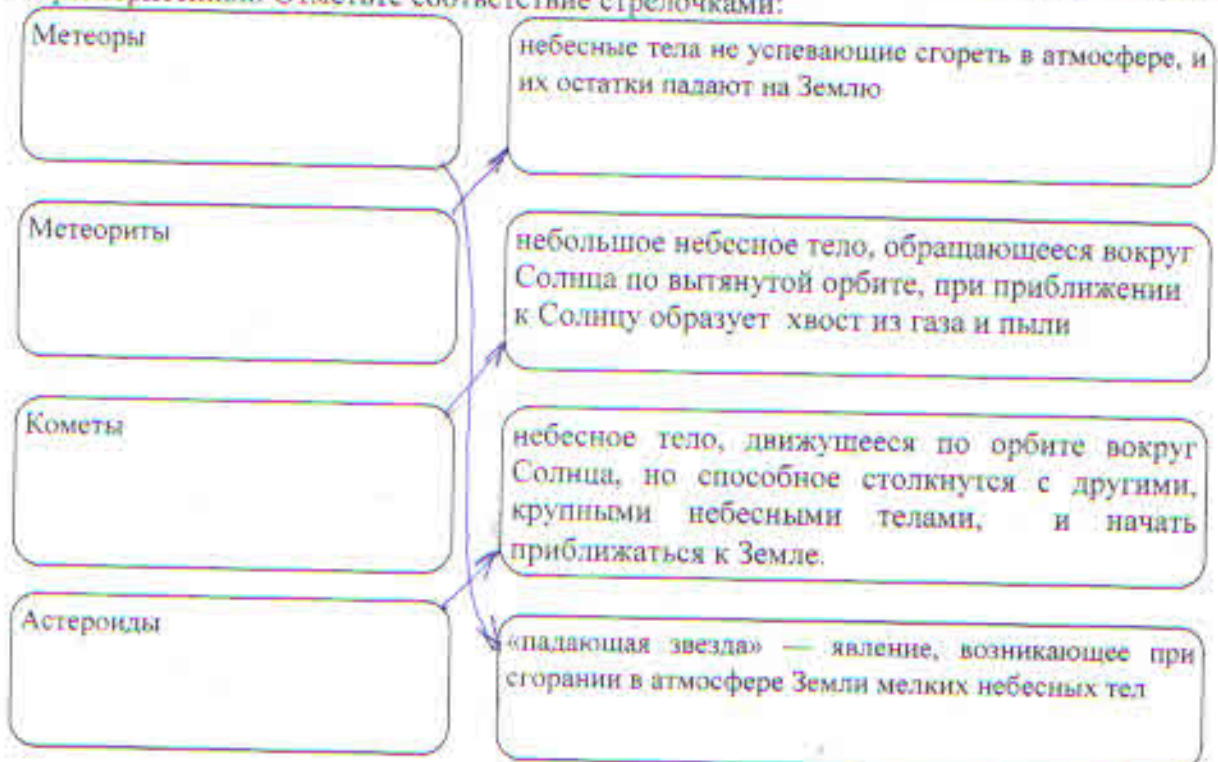 Отметьте соответствие стрелочками:
Метеоры
небесные тела не успевающие сгореть в атмосфере, и
их остатки падают на Землю
Метеориты
небольшое небесное тело, обращающееся вокруг
Солнца по вытянутой орбите, при приближении
к Солнцу образует хвост из газа и пыли
Кометы
небесное тело, движущееся по орбите вокруг
Солнца, но способное столкнутся с другими,
крупными небесными телами, и начать
приближаться к Земле.
Астероиды
«падающая звезда» — явление, возникающее при
сгорании в атмосфере Земли мелких небесных тел